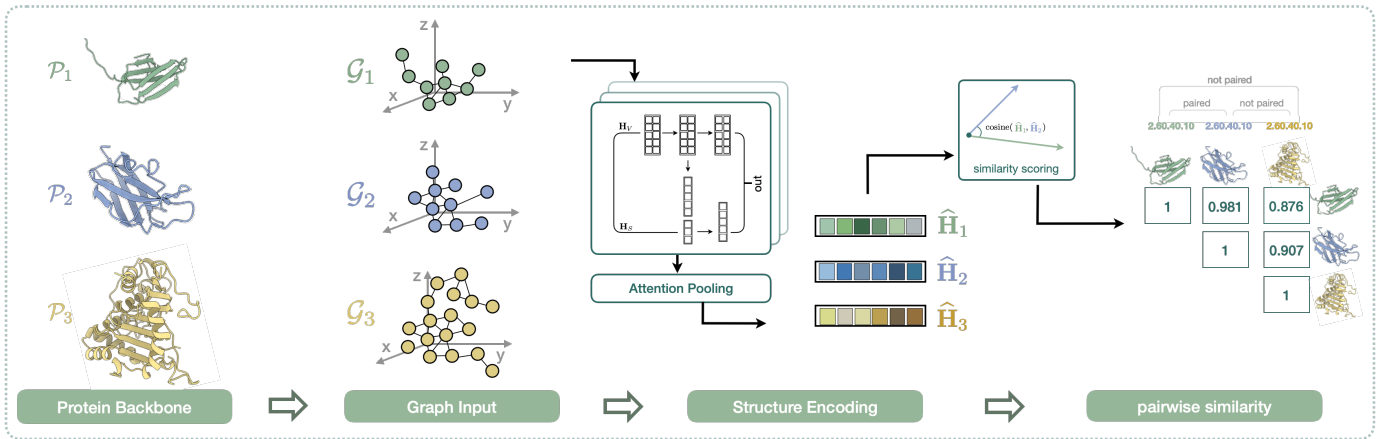 𝒫1
𝒫2
𝒫3
Protein Backbone
𝒢1
z
x
y
𝒢2
z
x
y
𝒢3
z
x
y
Graph Input
H_V
H_S
out
Attention Pooling
Ĥ1
Ĥ2
Ĥ3
Structure Encoding
cosine(Ĥ1,Ĥ2)
similarity scoring
not paired
paired not paired
2.60.40.10 2.60.40.10 2.60.40.10
1 0.981 0.876
1 0.907
1
pairwise similarity